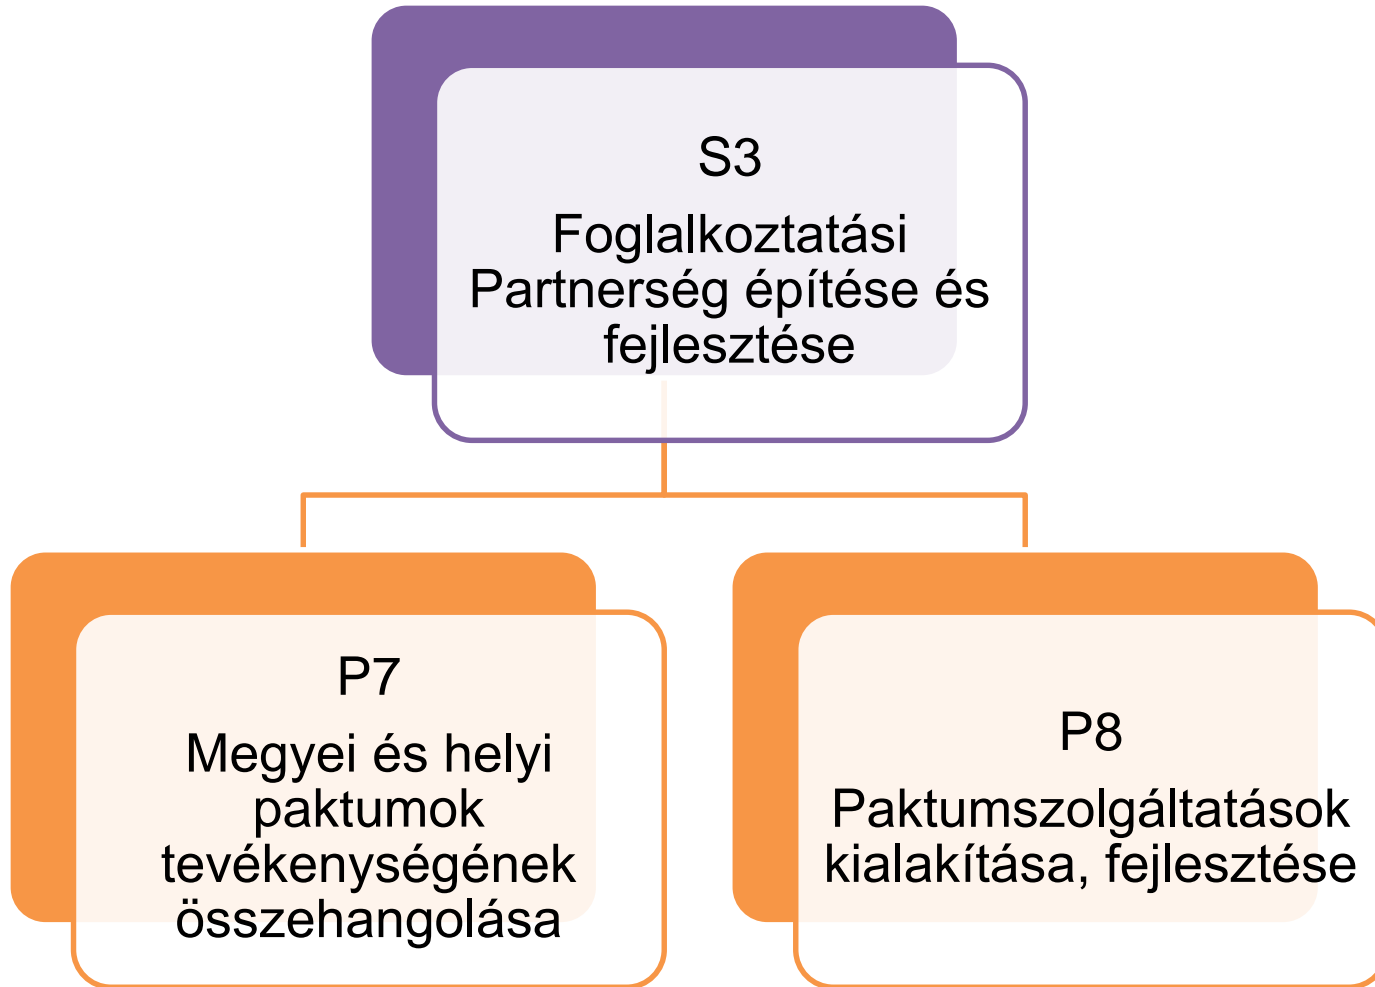 S3
Foglalkoztatási
Partnerség építése és
fejlesztése
P7
Megyei és helyi
paktumok
tevékenységének
összehangolása
P8
Paktumszolgáltatások
kialakítása, fejlesztése